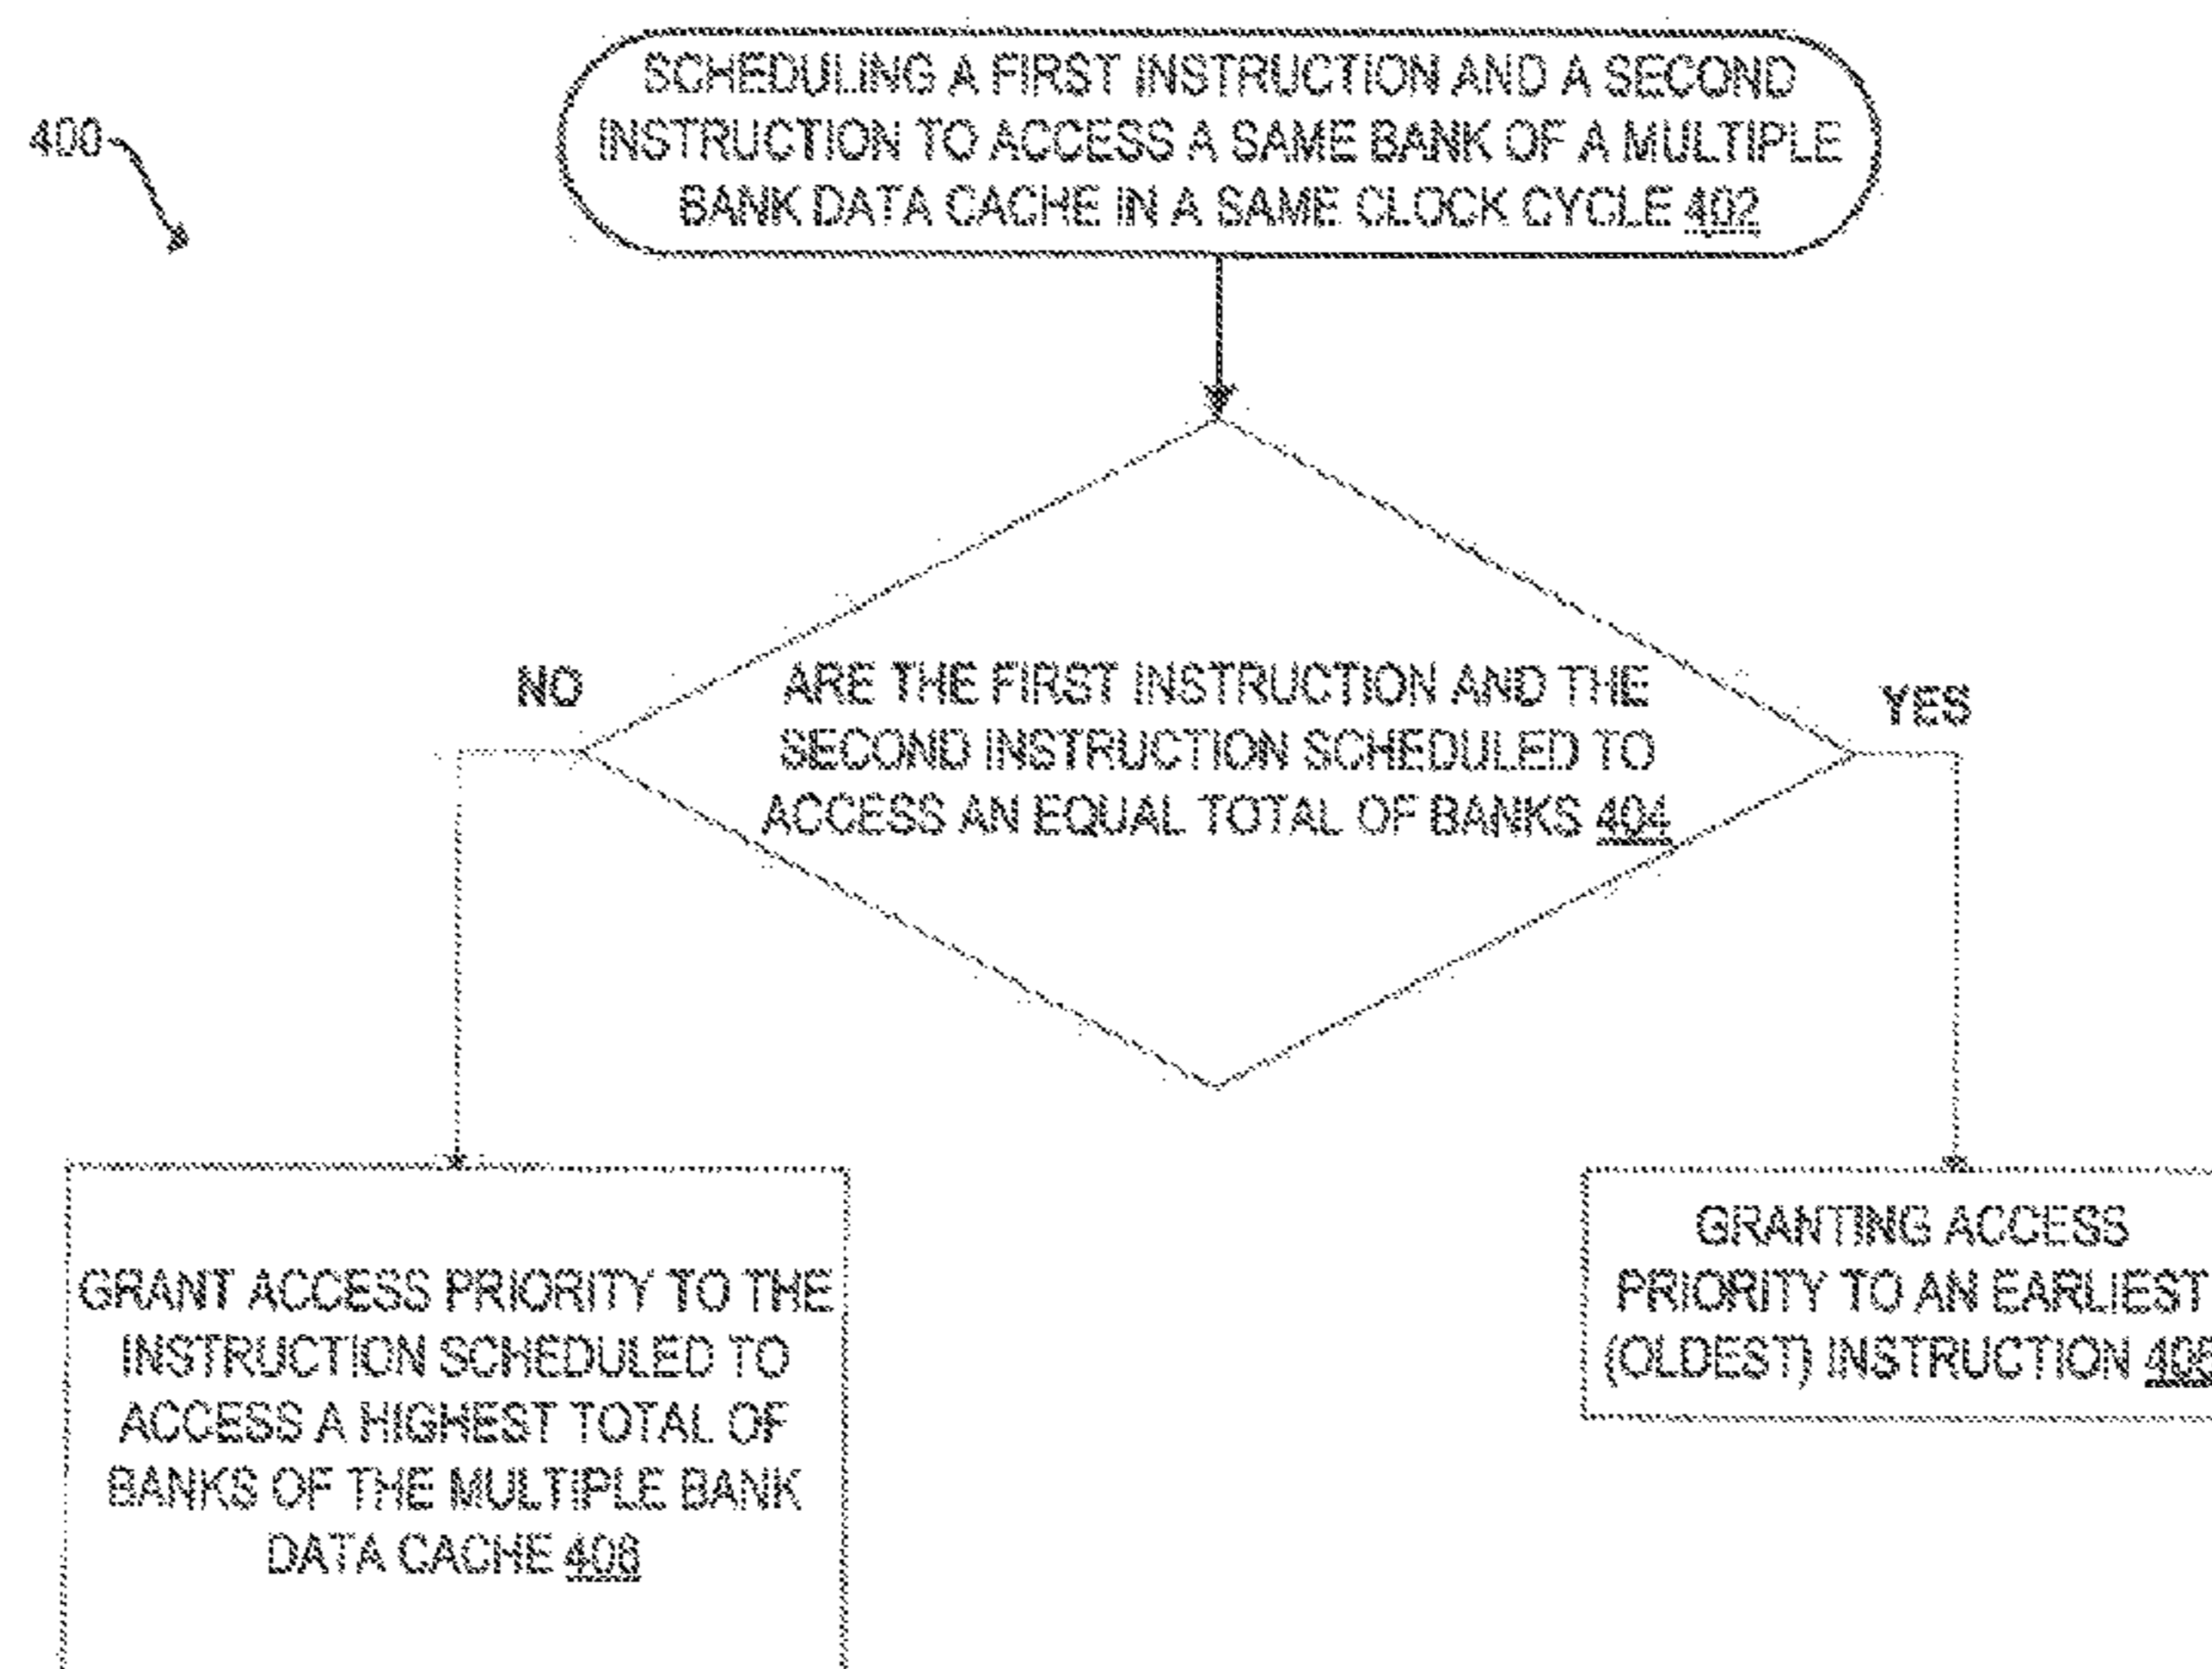 SCHEDULING A FIRST INSTRUCTION AND A SECOND
INSTRUCTION TO ACCESS A SAME BANK OF A MULTIPLE
BANK DATA CACHE IN A SAME CLOCK CYCLE 402
400
NO
ARE THE FIRST INSTRUCTION AND THE
SECOND INSTRUCTION SCHEDULED TO
ACCESS AN EQUAL TOTAL OF BANKS 404
YES
GRANT ACCESS PRIORITY TO THE
INSTRUCTION SCHEDULED TO
ACCESS A HIGHEST TOTAL OF
BANKS OF THE MULTIPLE BANK
DATA CACHE
GRANTING ACCESS
PRIORITY TO AN EARLIEST
(OLDEST) INSTRUCTION